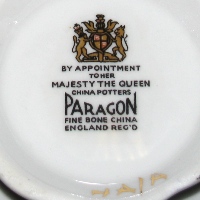 BY APPOINTMENT
TO HER
MAJESTY THE QUEEN
CHINA POTTERS
PARAGON
FINE BONE CHINA
ENGLAND REG'D